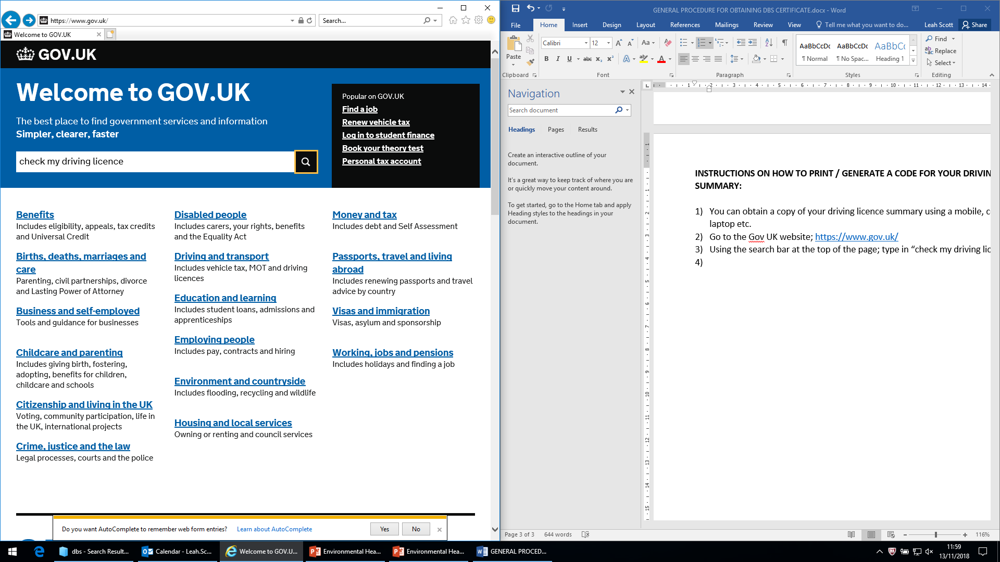 https://www.gov.uk/
Search...
Welcome to GOV.UK
GOV.UK
Welcome to GOV.UK
The best place to find government services and information
Simpler, clearer, faster
check my driving licence
Popular on GOV.UK
Find a job
Renew vehicle tax
Log in to student finance
Book your theory test
Personal tax account
Benefits
Includes eligibility, appeals, tax credits
and Universal Credit
Births, deaths, marriages and
care
Parenting, civil partnerships, divorce
and Lasting Power of Attorney
Business and self-employed
Tools and guidance for businesses
Childcare and parenting
Includes giving birth, fostering,
adopting, benefits for children,
childcare and schools
Citizenship and living in the UK
Voting, community participation, life in
the UK, international projects
Crime, justice and the law
Legal processes, courts and the police
Disabled people
Includes carers, your rights, benefits
and the Equality Act
Driving and transport
Includes vehicle tax, MOT and driving
licences
Education and learning
Includes student loans, admissions and
apprenticeships
Employing people
Includes pay, contracts and hiring
Environment and countryside
Includes flooding, recycling and wildlife
Housing and local services
Owning or renting and council services
Money and tax
Includes debt and Self Assessment
Passports, travel and living
abroad
Includes renewing passports and travel
advice by country
Visas and immigration
Visas, asylum and sponsorship
Working, jobs and pensions
Includes holidays and finding a job
Do you want AutoComplete to remember web form entries? Learn about AutoComplete Yes No
GENERAL PROCEDURE FOR OBTAINING DBS CERTIFICATE.docx - Word
File Home Insert Design Layout References Mailings Review View Tell me what you want to do... Leah Scott Share
Paste
Clipboard
Calibri 12
Font
Paragraph
AaBbCcDc AaBbCcDc AaBbCc
¶ Normal ¶ No Spac... Heading 1
Styles
Find
Replace
Select
Editing
Navigation
Search document
Headings Pages Results
Create an interactive outline of your
document.
It's a great way to keep track of where you are
or quickly move your content around.
To get started, go to the Home tab and apply
Heading styles to the headings in your
document.
INSTRUCTIONS ON HOW TO PRINT / GENERATE A CODE FOR YOUR DRIVIN
SUMMARY:
1) You can obtain a copy of your driving licence summary using a mobile, c
laptop etc.
2) Go to the Gov UK website; https://www.gov.uk/
3) Using the search bar at the top of the page; type in “check my driving lic
4)
Page 3 of 3 644 words
116%
dbs - Search Result...
Calendar - Leah.Sc...
Welcome to GOV.U...
Environmental Hea...
Environmental Hea...
GENERAL PROCED...
11:59
13/11/2018